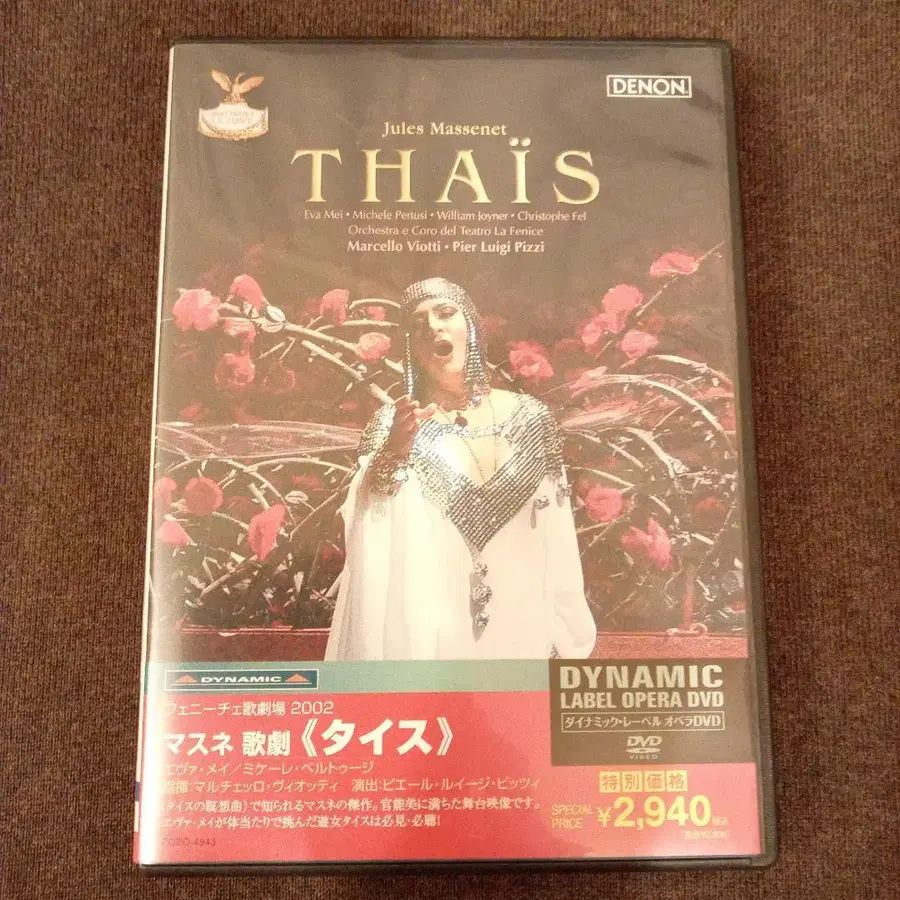 DENON
Jules Massenet
THAÏS
Eva Mei • Michele Pertusi • William Joyner • Christophe Fel
Orchestra e Coro del Teatro La Fenice
Marcello Viotti • Pier Luigi Pizzi
DYNAMIC
フェニーチェ歌劇場 2002
マスネ 歌劇《タイス》
エヴァ・メイ／ミケーレ・ペルトゥージ
指揮:マルチェッロ・ヴィオッティ 演出:ピエール・ルイージ・ピッツィ
〈タイスの瞑想曲〉で知られるマスネの傑作。官能美に満ちた舞台映像です。
エヴァ・メイが体当たりで挑んだ遊女タイスは必見・必聴!
COBO-4943
DYNAMIC
LABEL OPERA DVD
ダイナミック・レーベル オペラDVD
DVD
VIDEO
特別価格
SPECIAL
PRICE
¥2,940税込